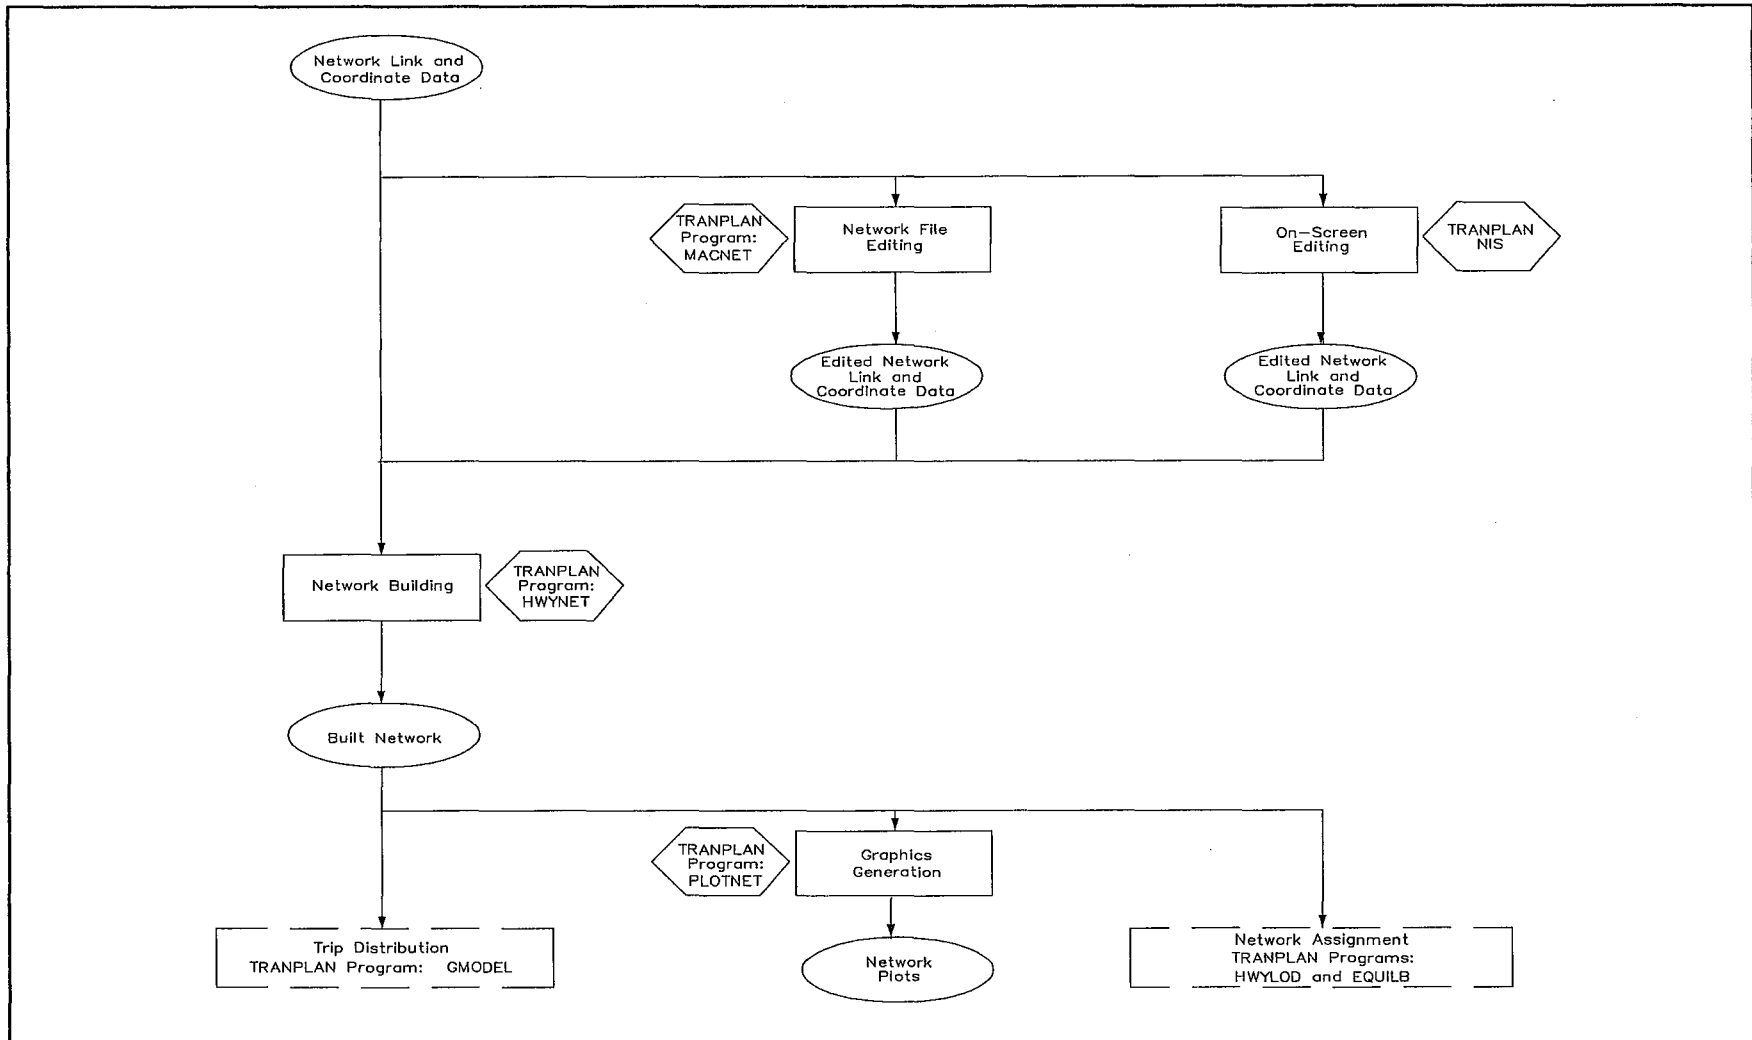 Network Link and
Coordinate Data
TRANPLAN
Program:
MACNET
Network File
Editing
On-Screen
Editing
TRANPLAN
NIS
Edited Network
Link and
Coordinate Data
Edited Network
Link and
Coordinate Data
Network Building
TRANPLAN
Program:
HWYNET
Built Network
TRANPLAN
Program:
PLOTNET
Graphics
Generation
Trip Distribution
TRANPLAN Program: GMODEL
Network
Plots
Network Assignment
TRANPLAN Programs:
HWYLOD and EQUILB